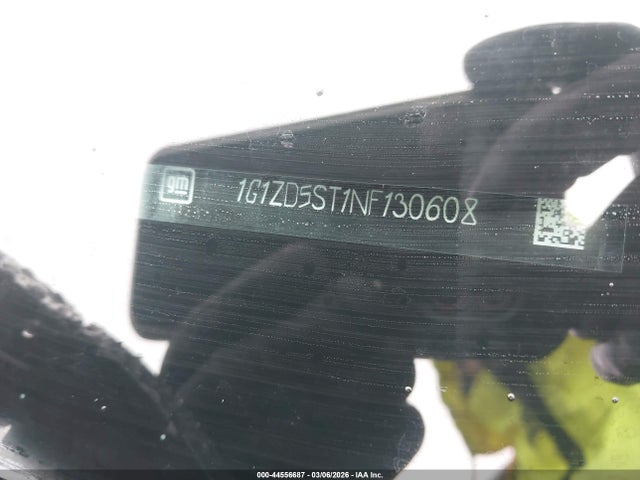 gm
1G1ZD5ST1NF130608
000-44556687 - 03/06/2026 - IAA Inc.